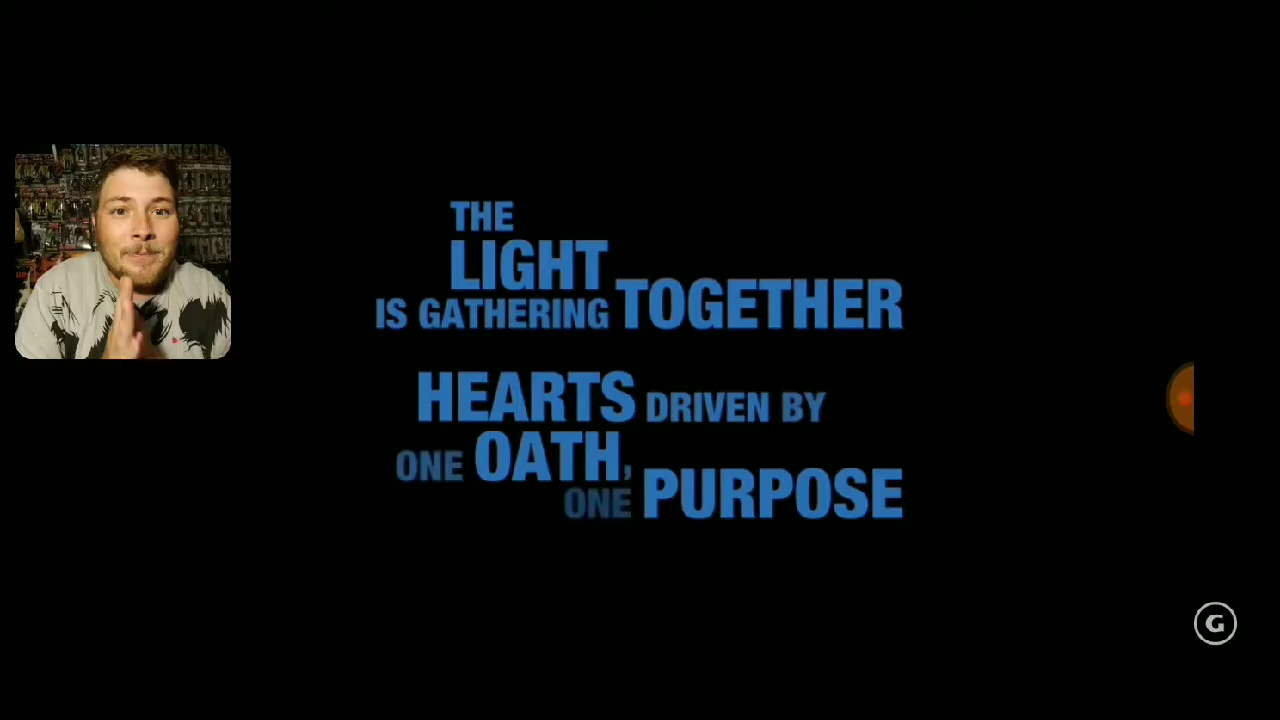 THE
LIGHT
IS GATHERING TOGETHER
HEARTS DRIVEN BY
ONE OATH,
ONE PURPOSE
G